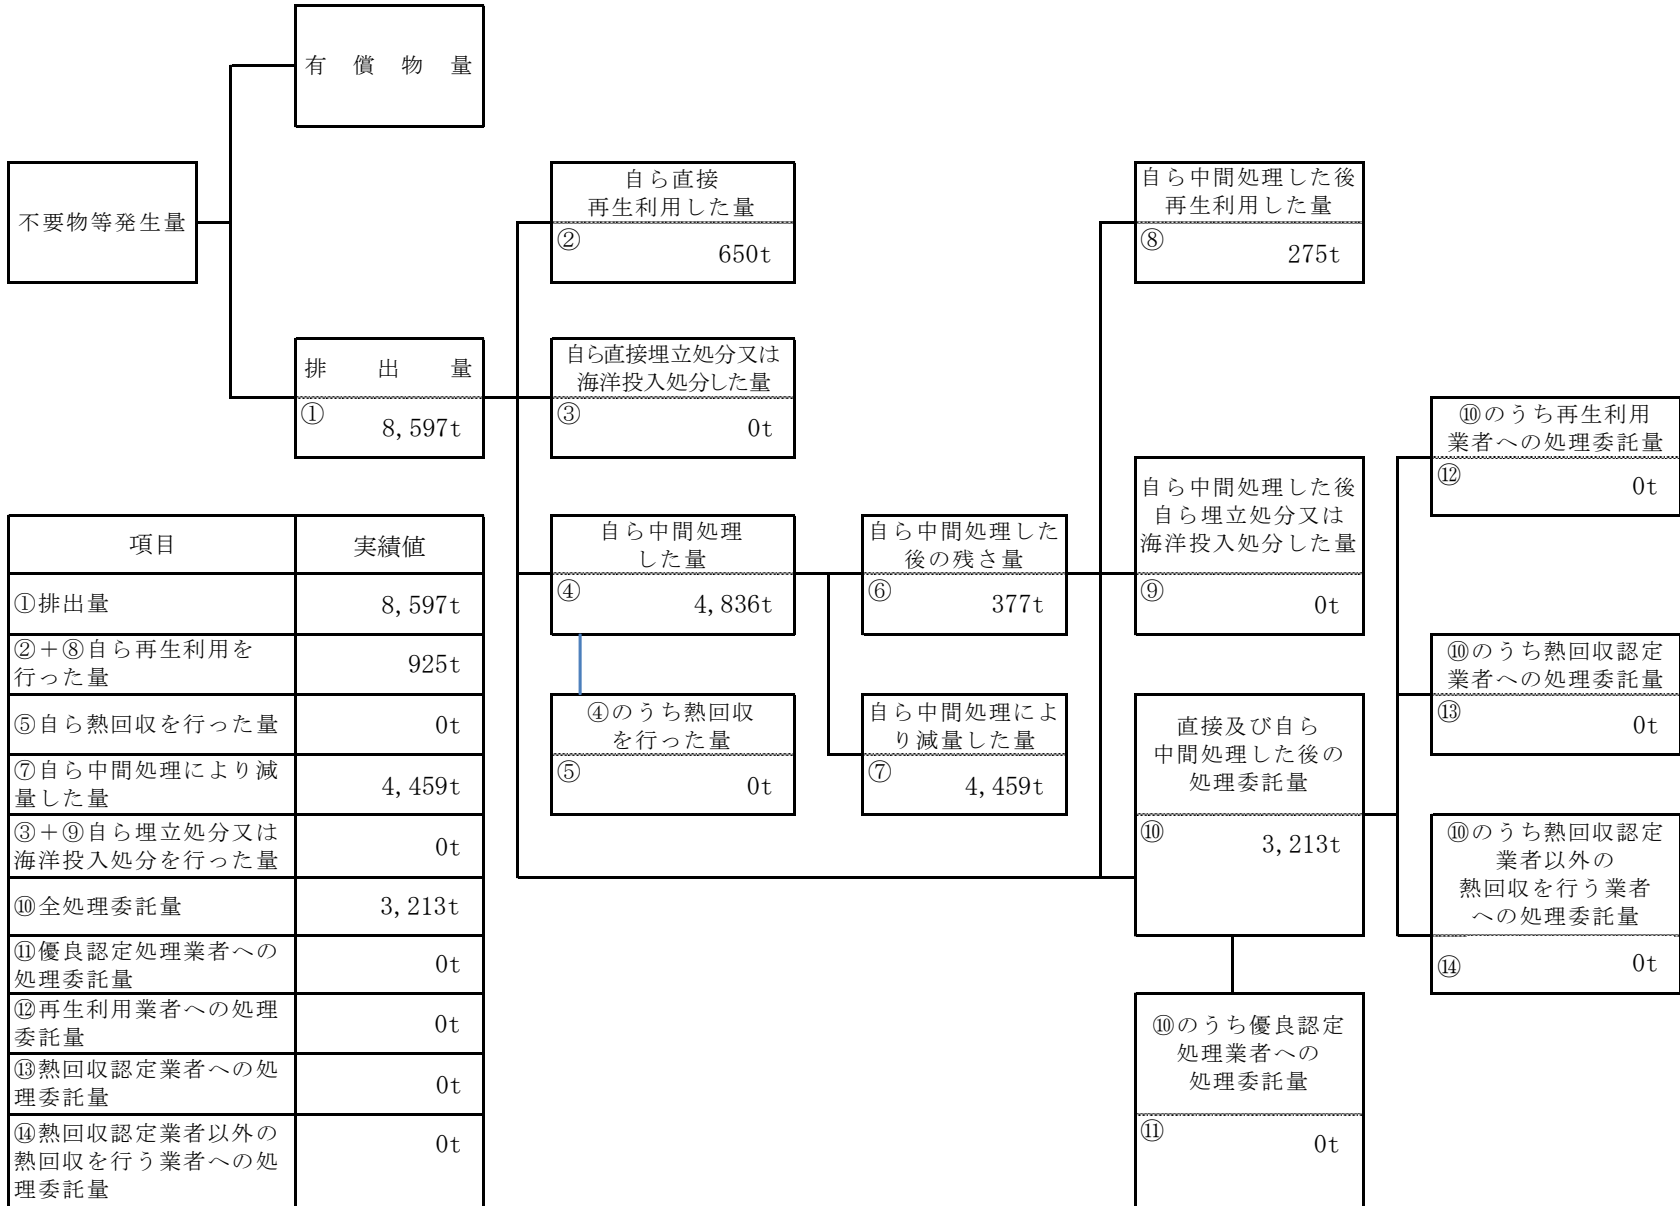 有償物量
不要物等発生量
排出量
①
8,597t
自ら直接
再生利用した量
②
650t
自ら直接埋立処分又は
海洋投入処分した量
③
0t
自ら中間処理
した量
④
4,836t
④のうち熱回収
を行った量
⑤
0t
自ら中間処理した
後の残さ量
⑥
377t
自ら中間処理によ
り減量した量
⑦
4,459t
自ら中間処理した後
再生利用した量
⑧
275t
自ら中間処理した後
自ら埋立処分又は
海洋投入処分した量
⑨
0t
直接及び自ら
中間処理した後の
処理委託量
⑩
3,213t
⑩のうち優良認定
処理業者への
処理委託量
⑪
0t
⑩のうち再生利用
業者への処理委託量
⑫
0t
⑩のうち熱回収認定
業者への処理委託量
⑬
0t
⑩のうち熱回収認定
業者以外の
熱回収を行う業者
への処理委託量
⑭
0t
項目 実績値
①排出量 8,597t
②＋⑧自ら再生利用を
行った量 925t
⑤自ら熱回収を行った量 0t
⑦自ら中間処理により減
量した量 4,459t
③＋⑨自ら埋立処分又は
海洋投入処分を行った量 0t
⑩全処理委託量 3,213t
⑪優良認定処理業者への
処理委託量 0t
⑫再生利用業者への処理
委託量 0t
⑬熱回収認定業者への処
理委託量 0t
⑭熱回収認定業者以外の
熱回収を行う業者への処
理委託量 0t